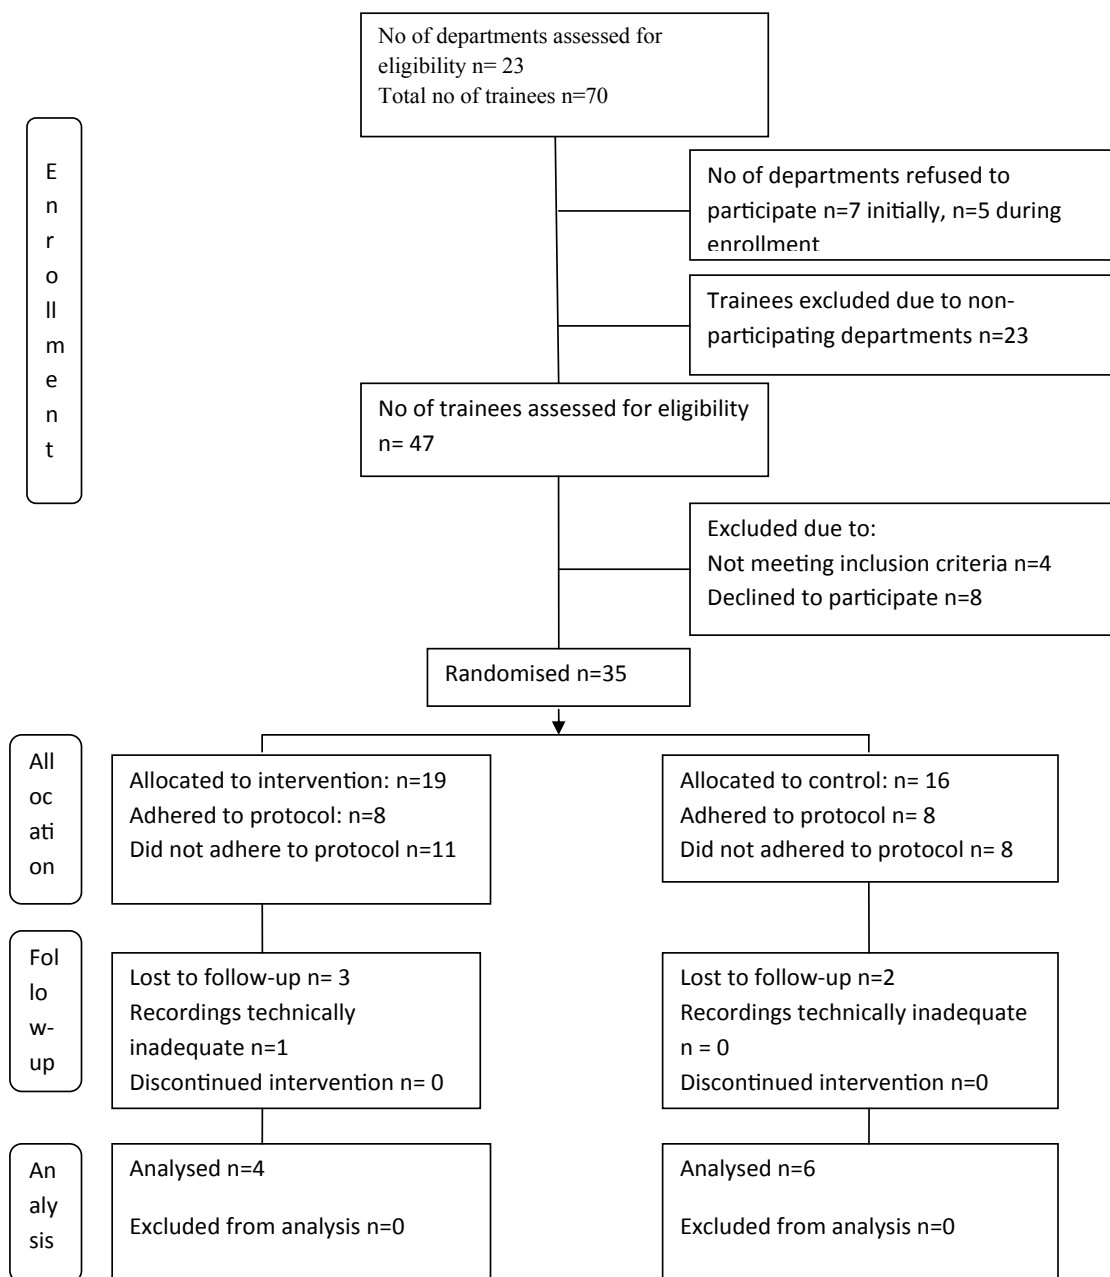 No of departments assessed for
eligibility n= 23
Total no of trainees n=70
E
n
r
o
ll
m
e
n
t
No of departments refused to
participate n=7 initially, n=5 during
enrollment
Trainees excluded due to non-
participating departments n=23
No of trainees assessed for eligibility
n= 47
Excluded due to:
Not meeting inclusion criteria n=4
Declined to participate n=8
Randomised n=35
All
oc
ati
on
Allocated to intervention: n=19
Adhered to protocol: n=8
Did not adhere to protocol n=11
Allocated to control: n= 16
Adhered to protocol n= 8
Did not adhered to protocol n= 8
Fol
lo
w-
up
Lost to follow-up n= 3
Recordings technically
inadequate n=1
Discontinued intervention n= 0
Lost to follow-up n=2
Recordings technically inadequate
n = 0
Discontinued intervention n=0
An
aly
sis
Analysed n=4
Excluded from analysis n=0
Analysed n=6
Excluded from analysis n=0